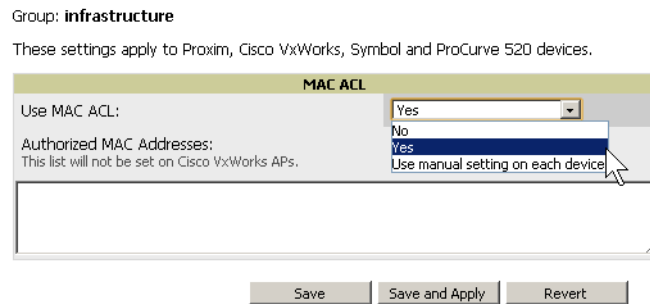 Group: infrastructure
These settings apply to Proxim, Cisco VxWorks, Symbol and ProCurve 520 devices.
MAC ACL
Use MAC ACL:
Yes
No
Yes
Use manual setting on each device
Authorized MAC Addresses:
This list will not be set on Cisco VxWorks APs.
Save Save and Apply Revert